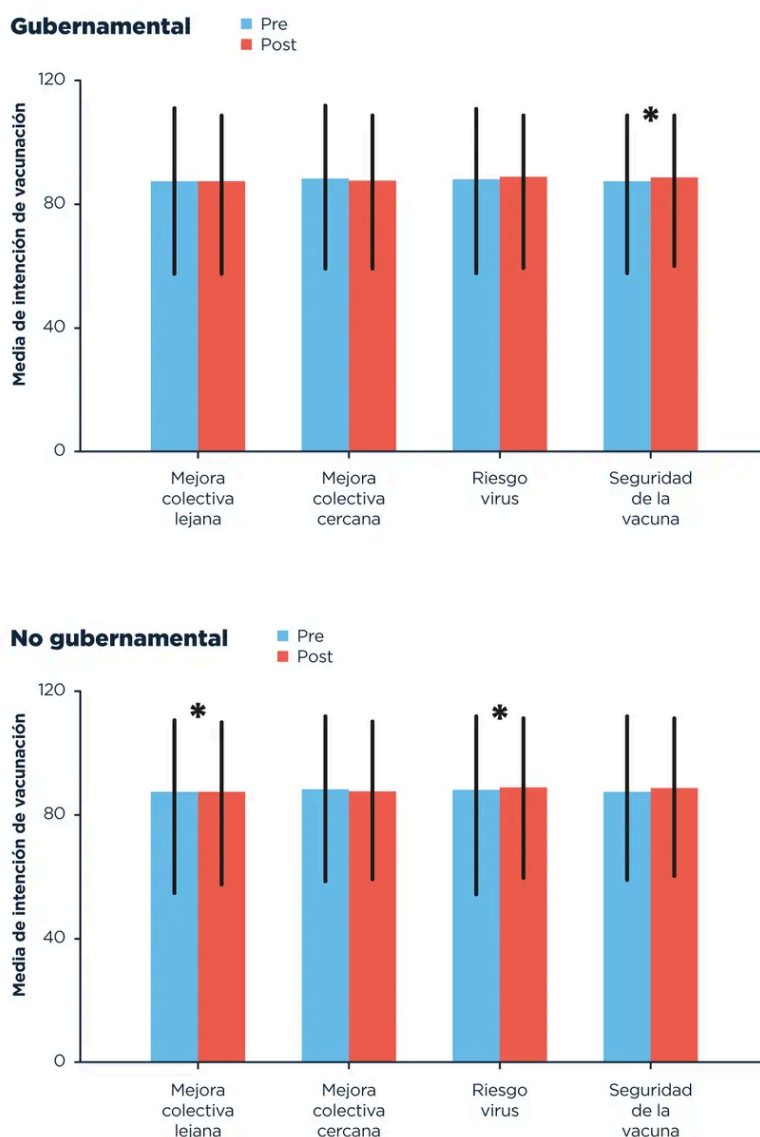 Gubernamental
Pre
Post
Media de intención de vacunación
120
80
40
0
*
Mejora
colectiva
lejana
Mejora
colectiva
cercana
Riesgo
virus
Seguridad
de la
vacuna
No gubernamental
Pre
Post
Media de intención de vacunación
120
80
40
0
*
*
Mejora
colectiva
lejana
Mejora
colectiva
cercana
Riesgo
virus
Seguridad
de la
vacuna